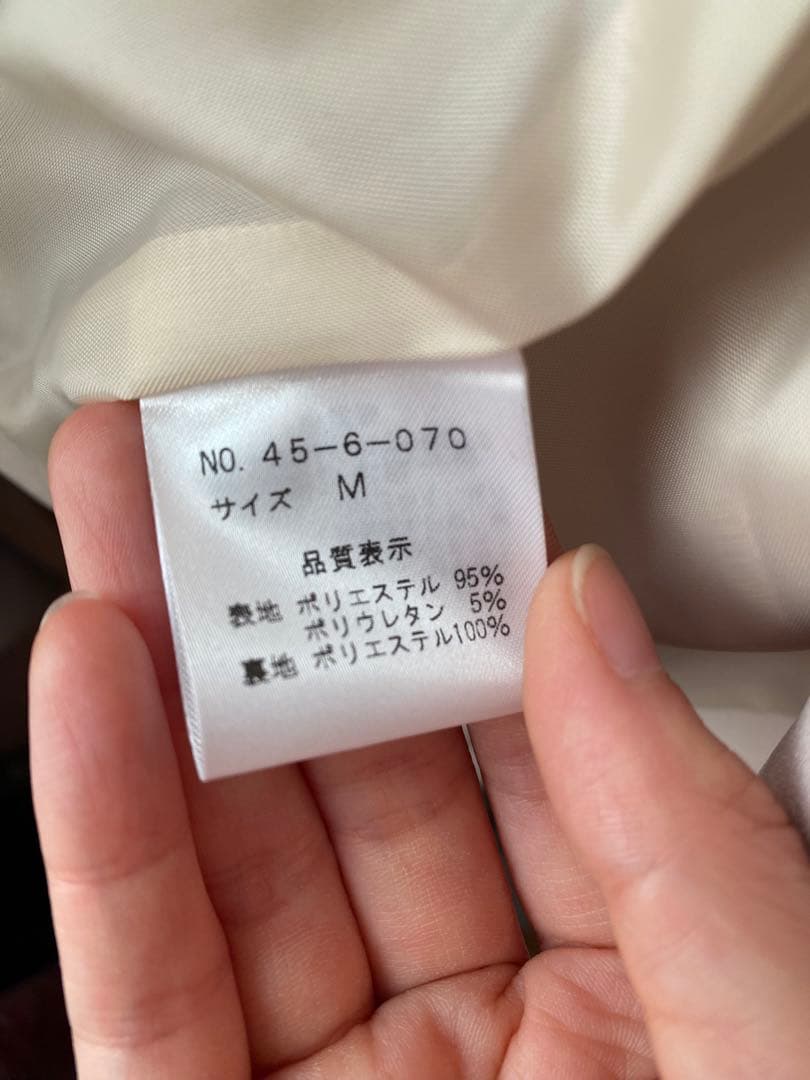 NO. 45-6-070
サイズ M
品質表示
表地 ポリエステル 95%
ポリウレタン 5%
裏地 ポリエステル100%